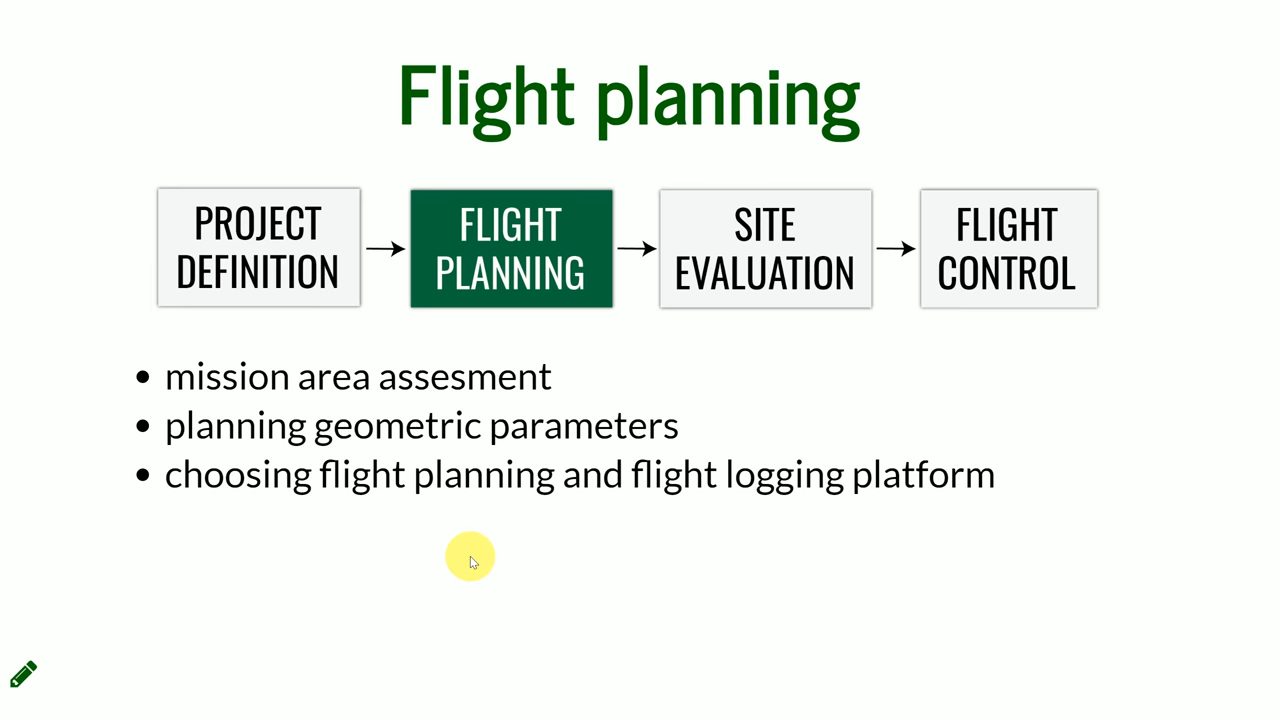 Flight planning
PROJECT
DEFINITION
FLIGHT
PLANNING
SITE
EVALUATION
FLIGHT
CONTROL
• mission area assesment
• planning geometric parameters
• choosing flight planning and flight logging platform